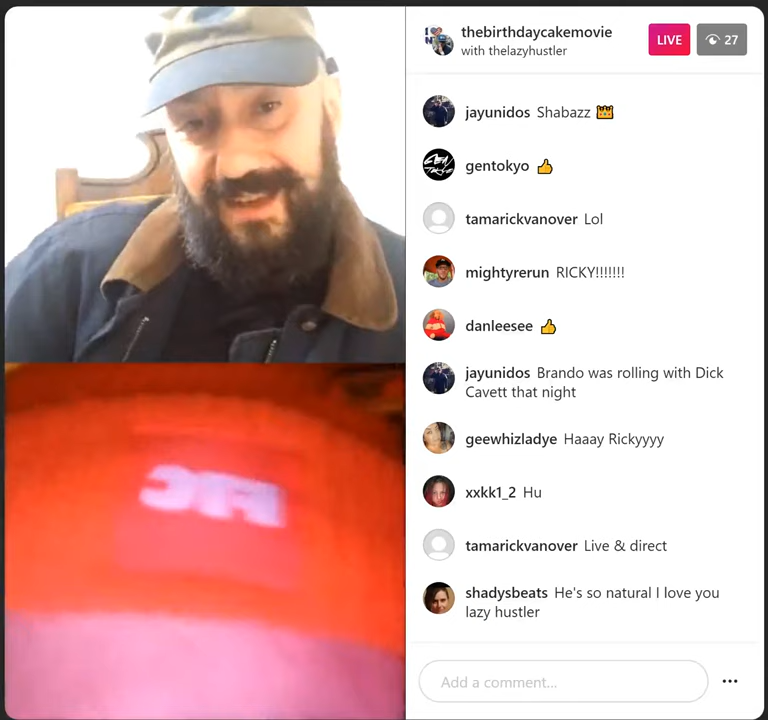 thebirthdaycakemovie
with thelazyhustler
LIVE
27
jayunidos Shabazz 👑
gentokyo 👍
tamarickvanover Lol
mightyrerun RICKY!!!!!!!
danleesee 👍
jayunidos Brando was rolling with Dick
Cavett that night
geewhizladye Haaay Rickyyyy
xxkk1_2 Hu
tamarickvanover Live & direct
shadysbeats He's so natural I love you
lazy hustler
Add a comment...